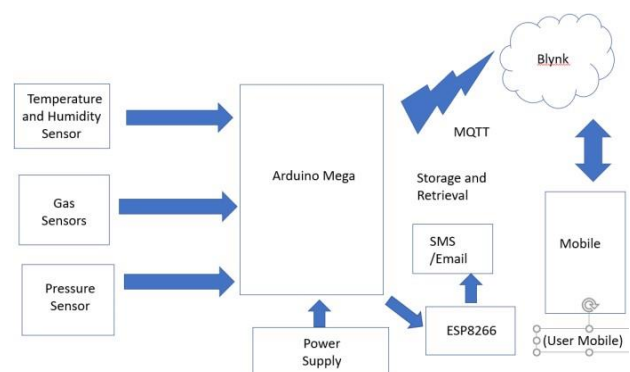 Temperature
and Humidity
Sensor
Gas
Sensors
Pressure
Sensor
Arduino Mega
Power
Supply
Blynk
MQTT
Storage and
Retrieval
SMS
/Email
ESP8266
Mobile
(User Mobile)